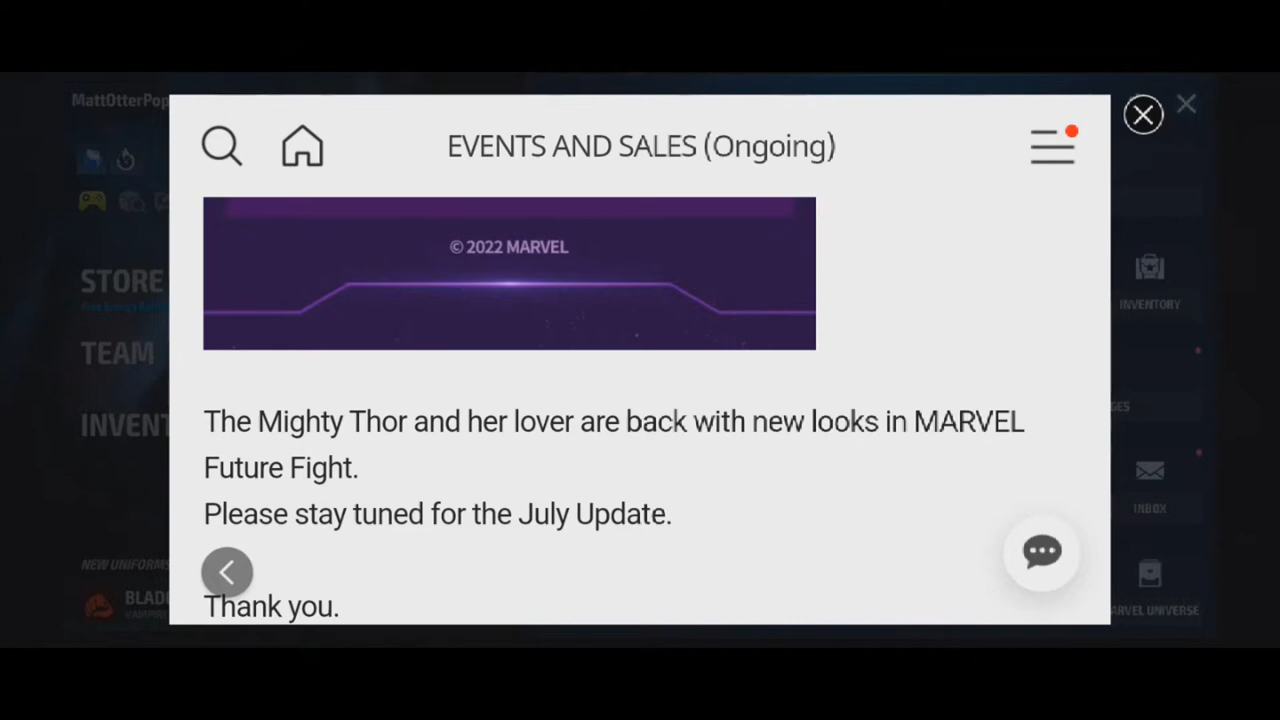 MattOtterPop
EVENTS AND SALES (Ongoing)
© 2022 MARVEL
STORE
INVENTORY
TEAM
INVENT
The Mighty Thor and her lover are back with new looks in MARVEL
Future Fight.
Please stay tuned for the July Update.
INBOX
NEW UNIFORMS
BLAD
Thank you.
ARVEL UNIVERSE